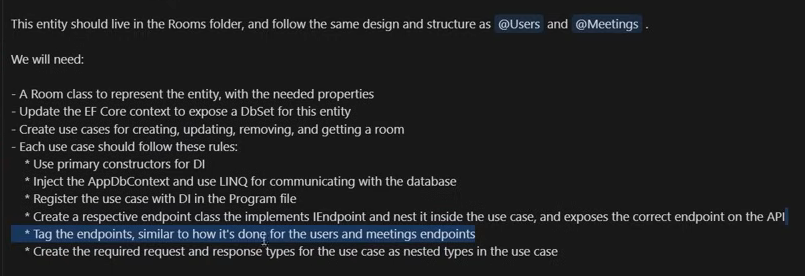 This entity should live in the Rooms folder, and follow the same design and structure as @Users and @Meetings .
We will need:
- A Room class to represent the entity, with the needed properties
- Update the EF Core context to expose a DbSet for this entity
- Create use cases for creating, updating, removing, and getting a room
- Each use case should follow these rules:
* Use primary constructors for DI
* Inject the AppDbContext and use LINQ for communicating with the database
* Register the use case with DI in the Program file
* Create a respective endpoint class the implements IEndpoint and nest it inside the use case, and exposes the correct endpoint on the API
* Tag the endpoints, similar to how it's done for the users and meetings endpoints
* Create the required request and response types for the use case as nested types in the use case